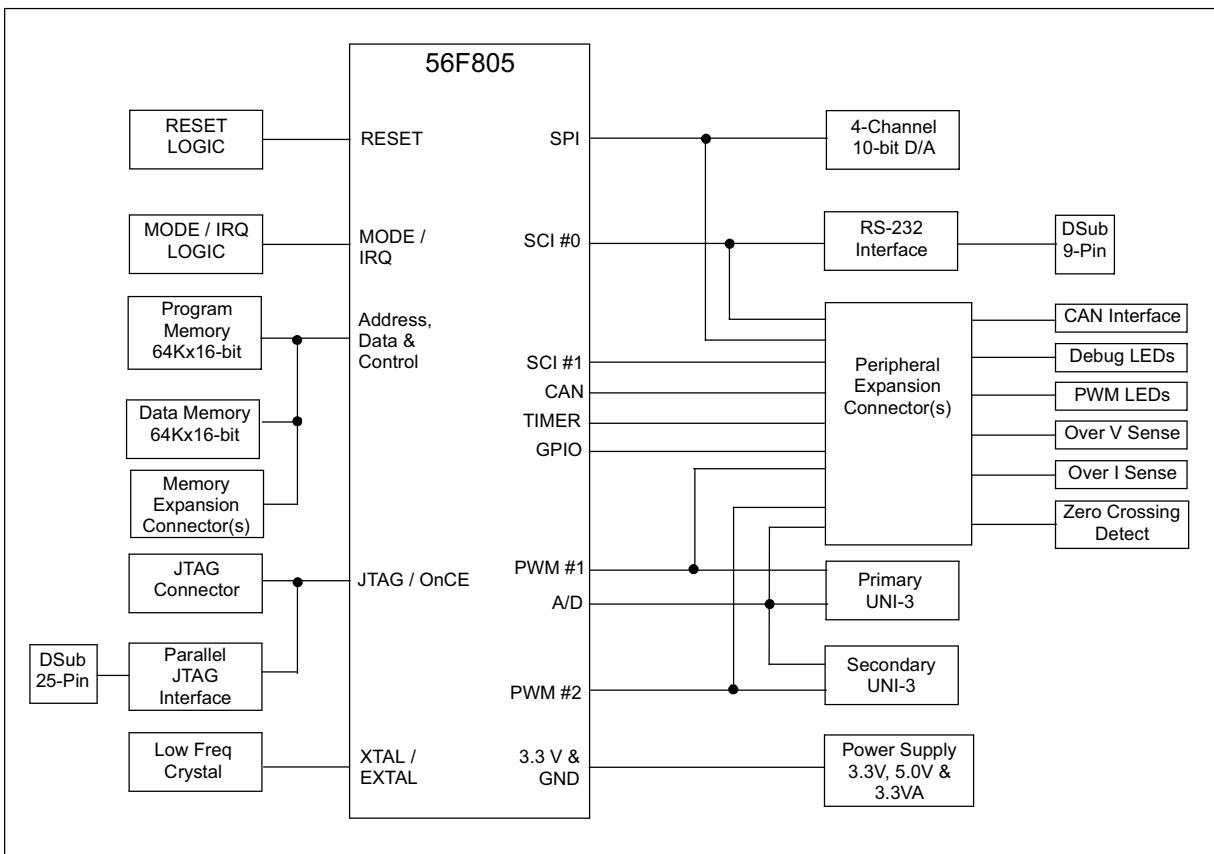 56F805
RESET
LOGIC
RESET
MODE / IRQ
LOGIC
MODE /
IRQ
Program
Memory
64Kx16-bit
Address,
Data &
Control
Data Memory
64Kx16-bit
Memory
Expansion
Connector(s)
JTAG
Connector
JTAG / OnCE
DSub
25-Pin
Parallel
JTAG
Interface
Low Freq
Crystal
XTAL /
EXTAL
SPI
4-Channel
10-bit D/A
SCI #0
RS-232
Interface
DSub
9-Pin
SCI #1
CAN
TIMER
GPIO
Peripheral
Expansion
Connector(s)
CAN Interface
Debug LEDs
PWM LEDs
Over V Sense
Over I Sense
Zero Crossing
Detect
PWM #1
A/D
Primary
UNI-3
PWM #2
Secondary
UNI-3
3.3 V &
GND
Power Supply
3.3V, 5.0V &
3.3VA